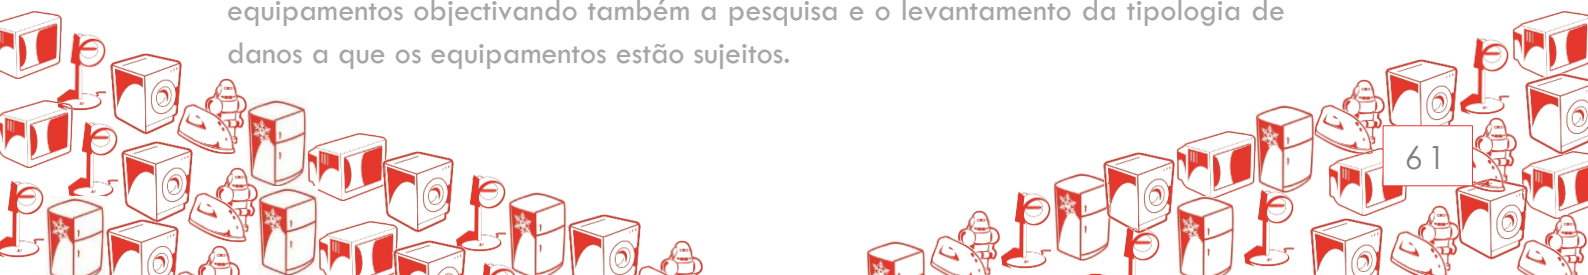 equipamentos objectivando também a pesquisa e o levantamento da tipologia de
danos a que os equipamentos estão sujeitos.
61